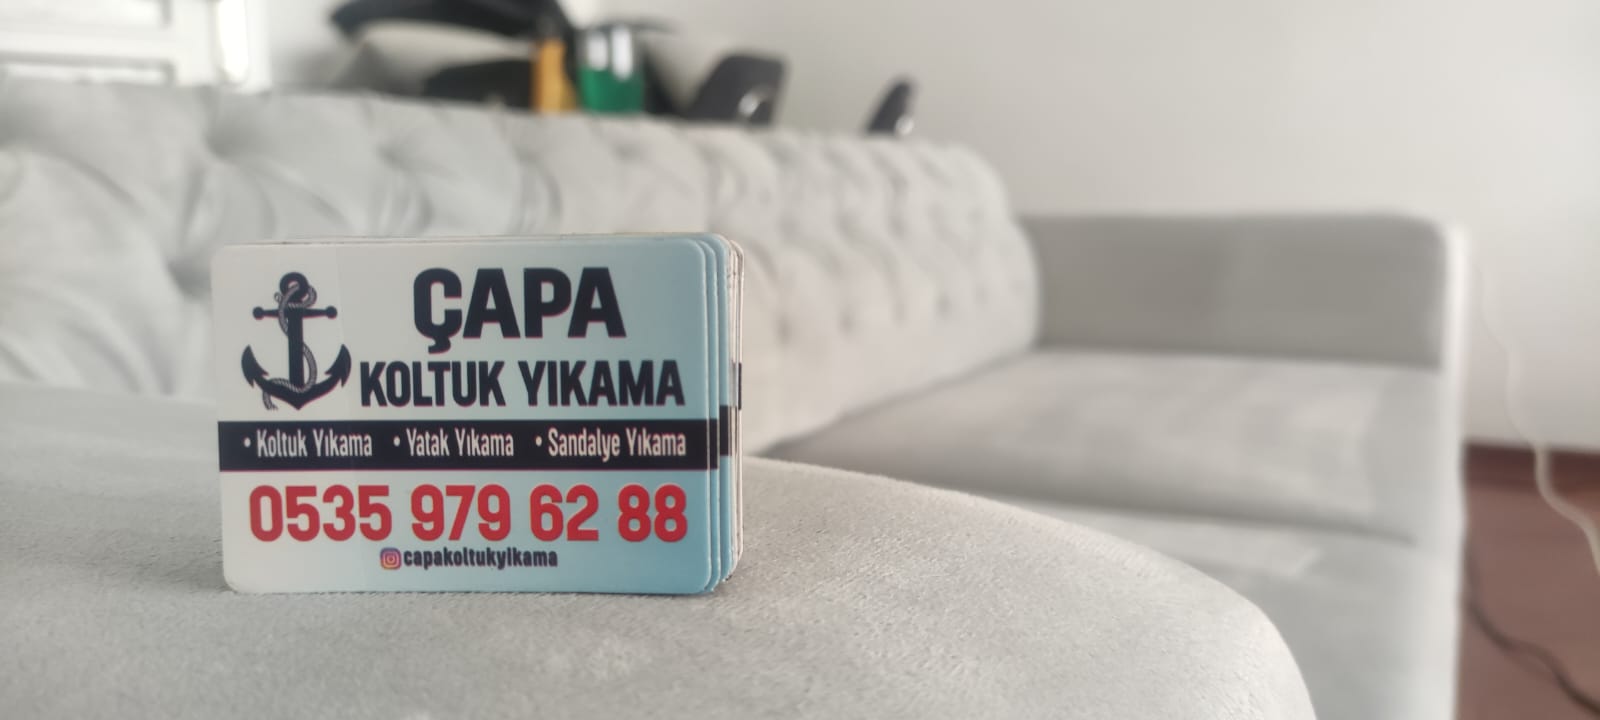 ÇAPA
KOLTUK YIKAMA
• Koltuk Yıkama • Yatak Yıkama • Sandalye Yıkama
0535 979 62 88
capakoltukyikama